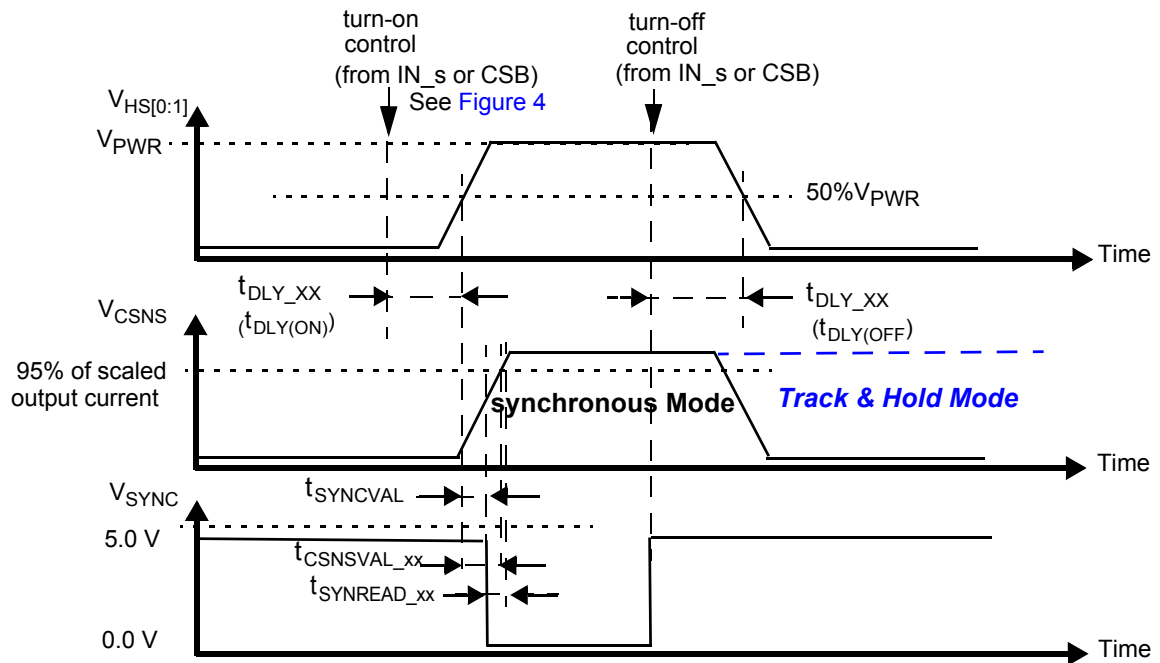 turn-on
control
(from IN_s or CSB)
See Figure 4
turn-off
control
(from IN_s or CSB)
VHS[0:1]
VPWR
50%VPWR
Time
tDLY_XX
(tDLY(ON))
tDLY_XX
(tDLY(OFF)
VCSNS
95% of scaled
output current
synchronous Mode
Track & Hold Mode
Time
tSYNCVAL
VSYNC
5.0 V
tCSNSVAL_xx
tSYNREAD_xx
0.0 V
Time